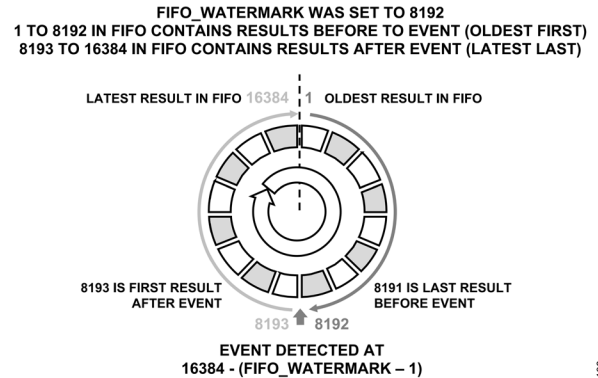 FIFO_WATERMARK WAS SET TO 8192
1 TO 8192 IN FIFO CONTAINS RESULTS BEFORE TO EVENT (OLDEST FIRST)
8193 TO 16384 IN FIFO CONTAINS RESULTS AFTER EVENT (LATEST LAST)
LATEST RESULT IN FIFO 16384 1 OLDEST RESULT IN FIFO
8193 IS FIRST RESULT
AFTER EVENT
8191 IS LAST RESULT
BEFORE EVENT
8193 8192
EVENT DETECTED AT
16384 - (FIFO_WATERMARK – 1)